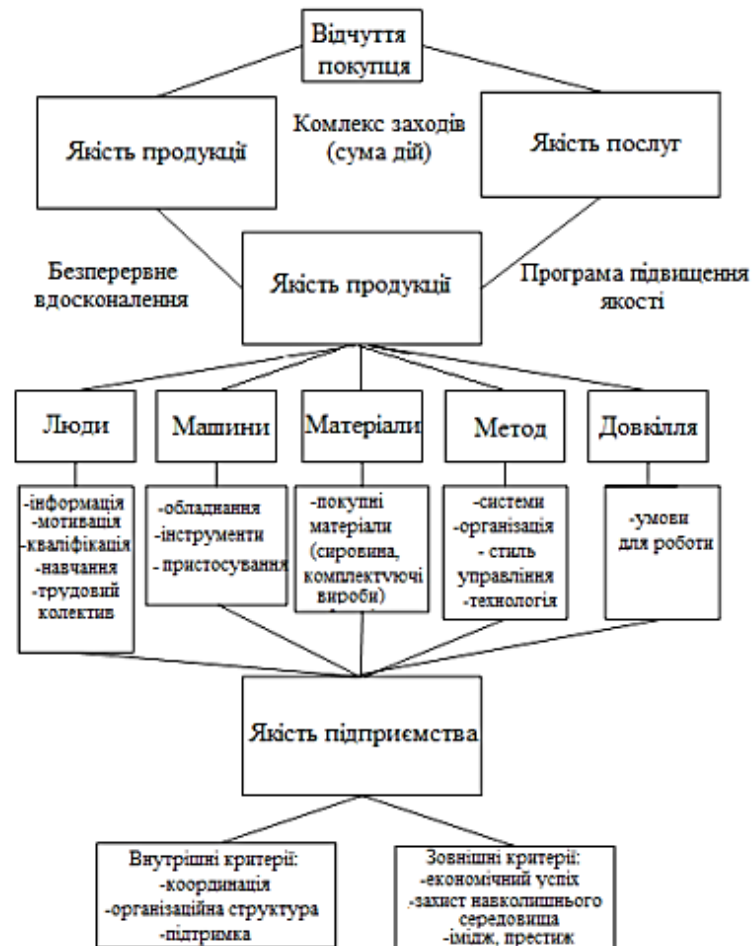 Відчуття
покупця
Якість продукції
Комлекс заходів
(сума дій)
Якість послуг
Безперервне
вдосконалення
Якість продукції
Програма підвищення
якості
Люди
Машини
Матеріали
Метод
Довкілля
-інформація
-мотивація
-кваліфікація
-навчання
-трудовий
колектив
-обладнання
-інструменти
- пристосування
-покупні
матеріали
(сировина,
комплектуючі
вироби)
-системи
-організація
- стиль
управління
-технологія
-умови
для роботи
Якість підприємства
Внутрішні критерії:
-координація
-організаційна структура
-підтримка
Зовнішні критерії:
-економічний успіх
-захист навколишнього
середовища
-імідж, престиж